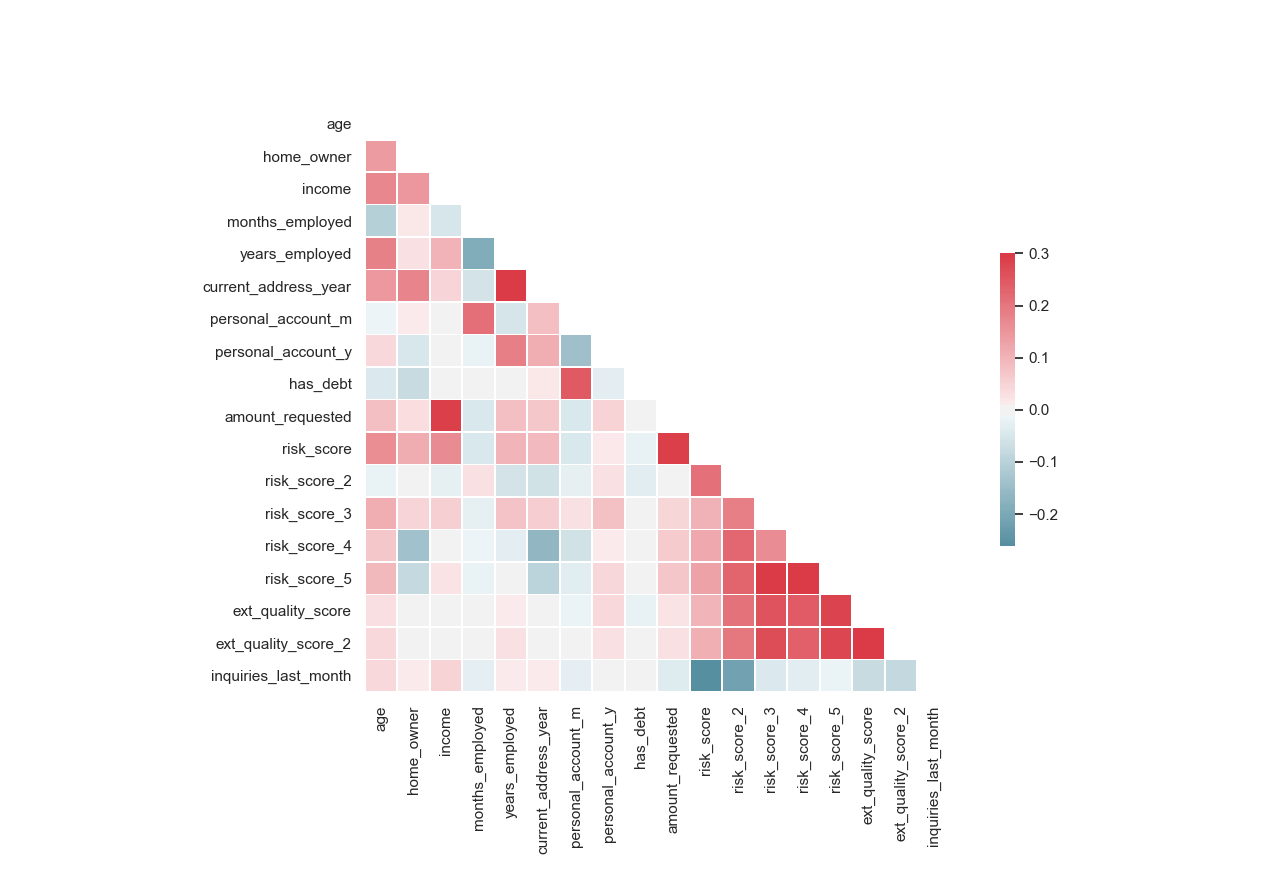 age
home_owner
income
months_employed
years_employed
current_address_year
personal_account_m
personal_account_y
has_debt
amount_requested
risk_score
risk_score_2
risk_score_3
risk_score_4
risk_score_5
ext_quality_score
ext_quality_score_2
inquiries_last_month
age
home_owner
income
months_employed
years_employed
current_address_year
personal_account_m
personal_account_y
has_debt
amount_requested
risk_score
risk_score_2
risk_score_3
risk_score_4
risk_score_5
ext_quality_score
ext_quality_score_2
inquiries_last_month
0.3
0.2
0.1
0.0
−0.1
−0.2